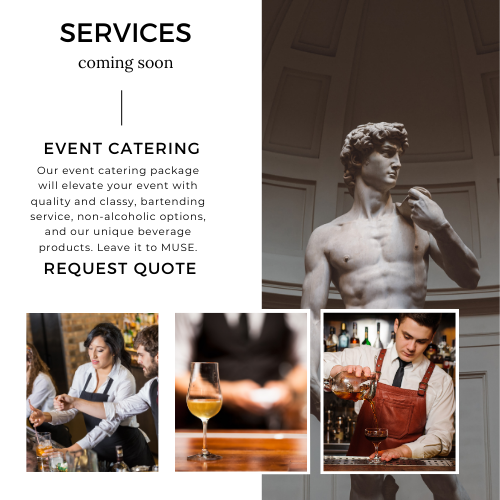 SERVICES
coming soon
EVENT CATERING
Our event catering package
will elevate your event with
quality and classy, bartending
service, non-alcoholic options,
and our unique beverage
products. Leave it to MUSE.
REQUEST QUOTE